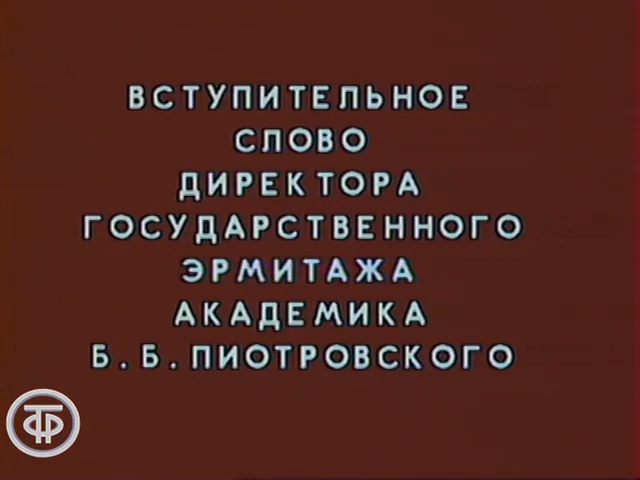 ВСТУПИТЕЛЬНОЕ
СЛОВО
ДИРЕКТОРА
ГОСУДАРСТВЕННОГО
ЭРМИТАЖА
АКАДЕМИКА
Б.Б.ПИОТРОВСКОГО